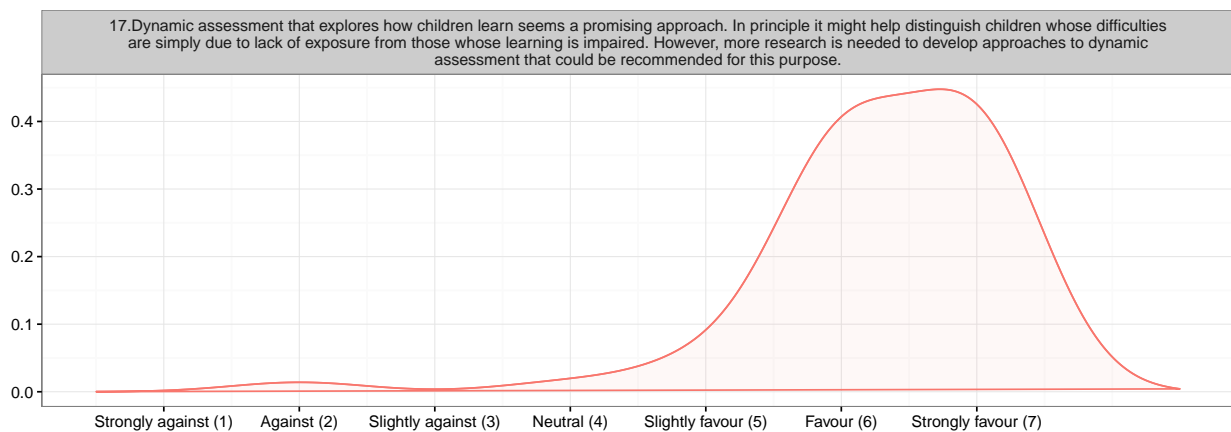 17.Dynamic assessment that explores how children learn seems a promising approach. In principle it might help distinguish children whose difficulties
are simply due to lack of exposure from those whose learning is impaired. However, more research is needed to develop approaches to dynamic
assessment that could be recommended for this purpose.
0.4
0.3
0.2
0.1
0.0
Strongly against (1) Against (2) Slightly against (3) Neutral (4) Slightly favour (5) Favour (6) Strongly favour (7)